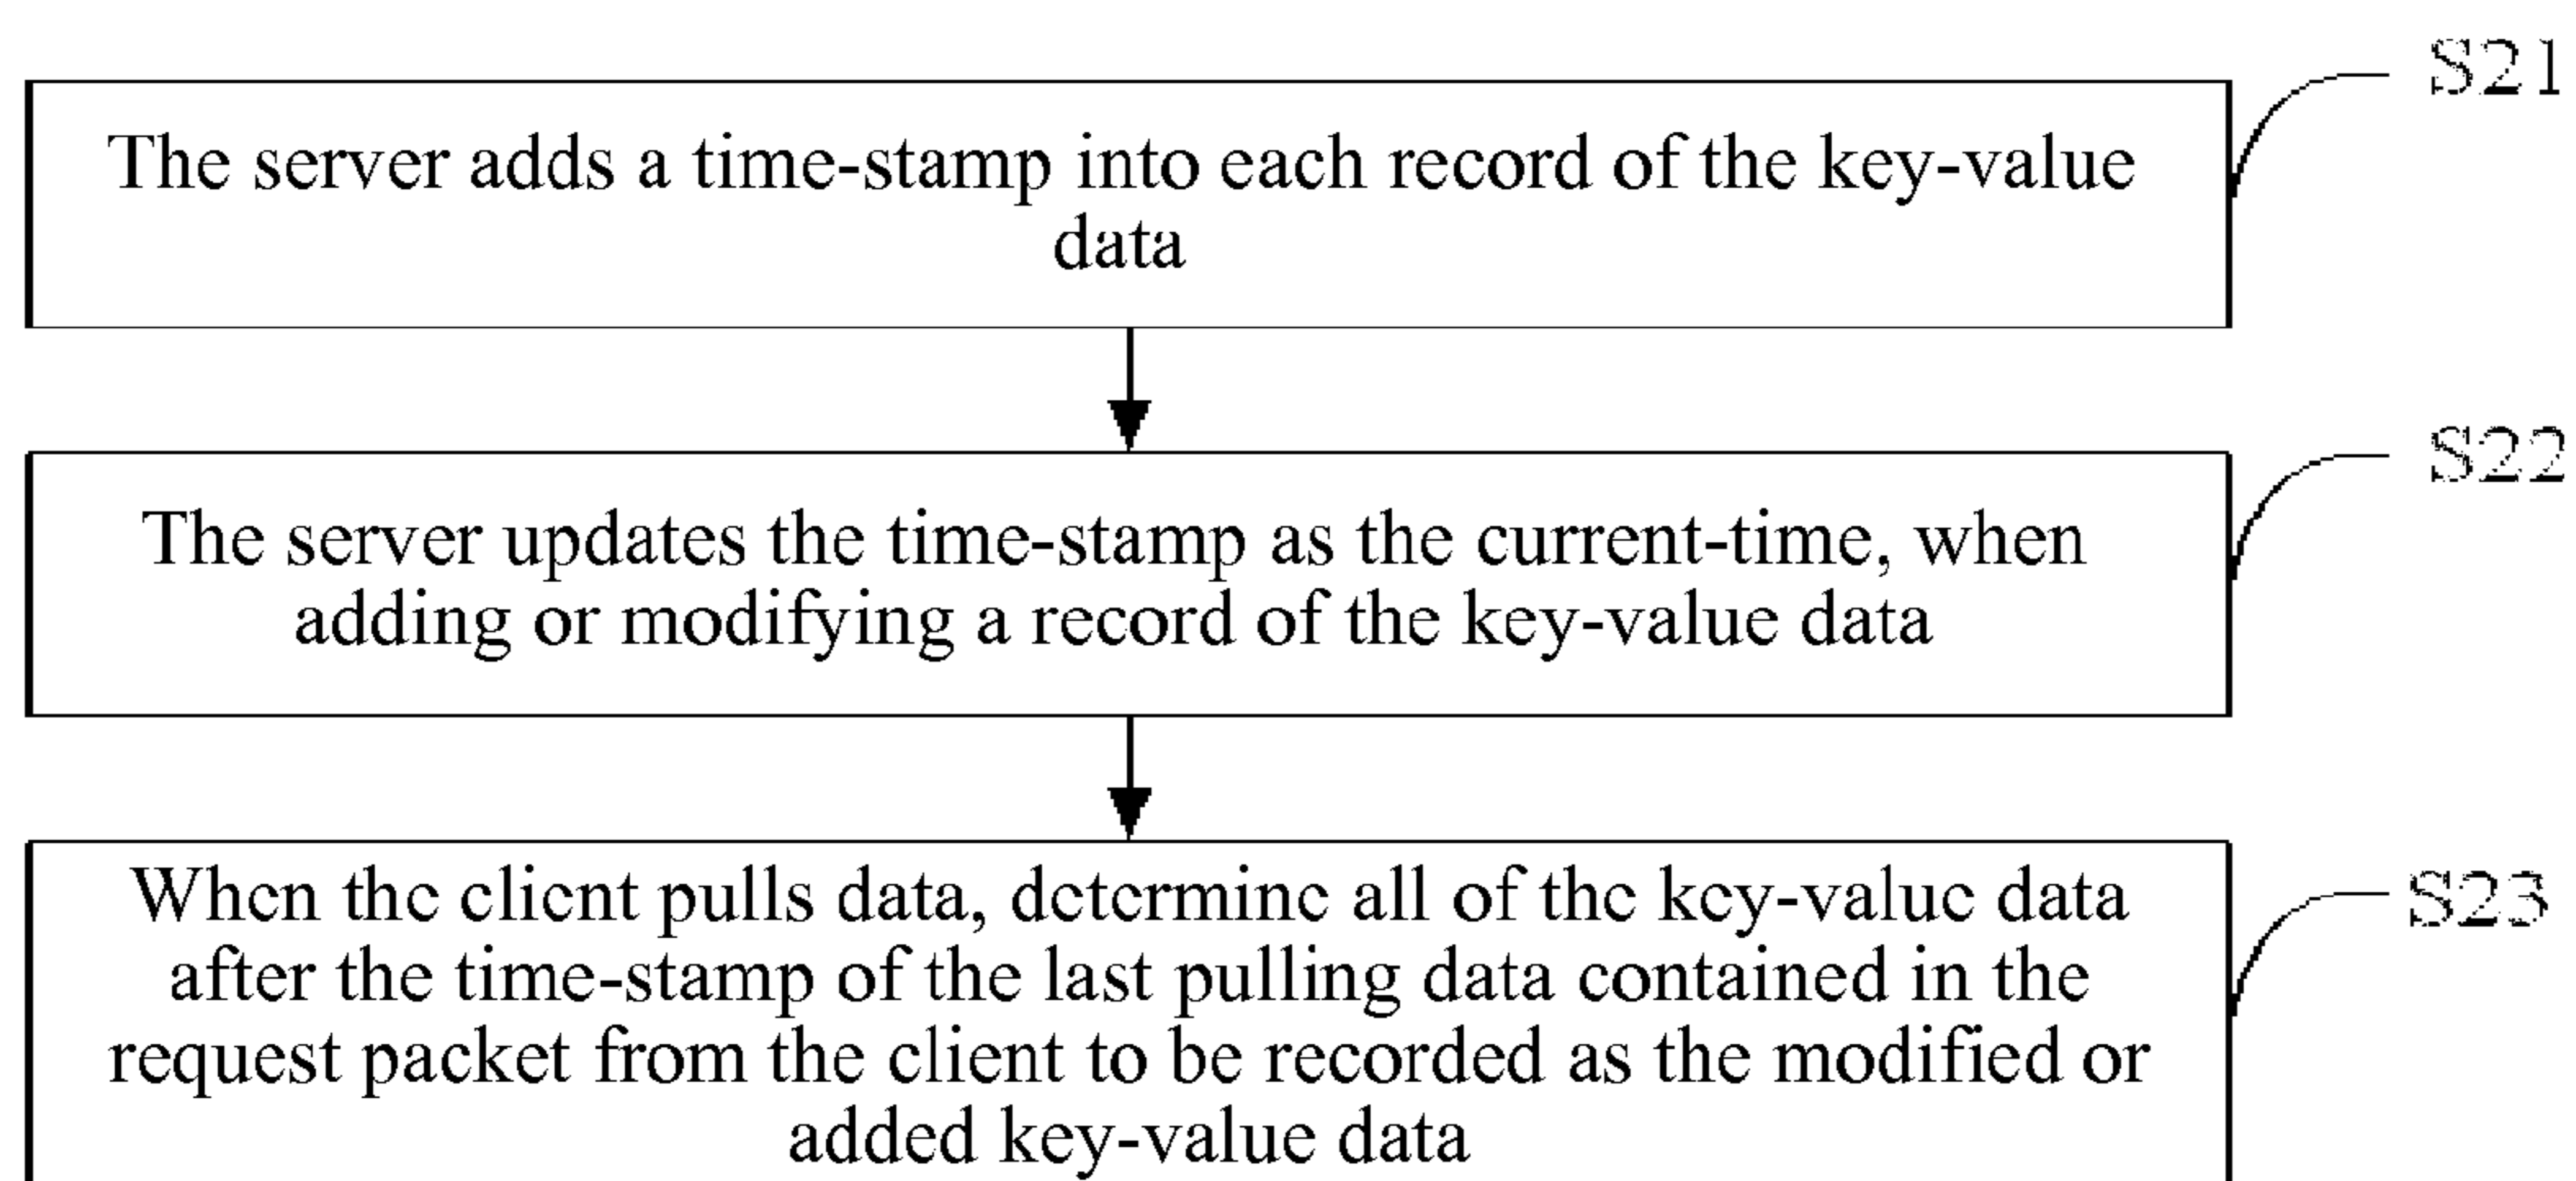 S21
The server adds a time-stamp into each record of the key-value
data
S22
The server updates the time-stamp as the current-time, when
adding or modifying a record of the key-value data
S23
When the client pulls data, determine all of the key-value data
after the time-stamp of the last pulling data contained in the
request packet from the client to be recorded as the modified or
added key-value data